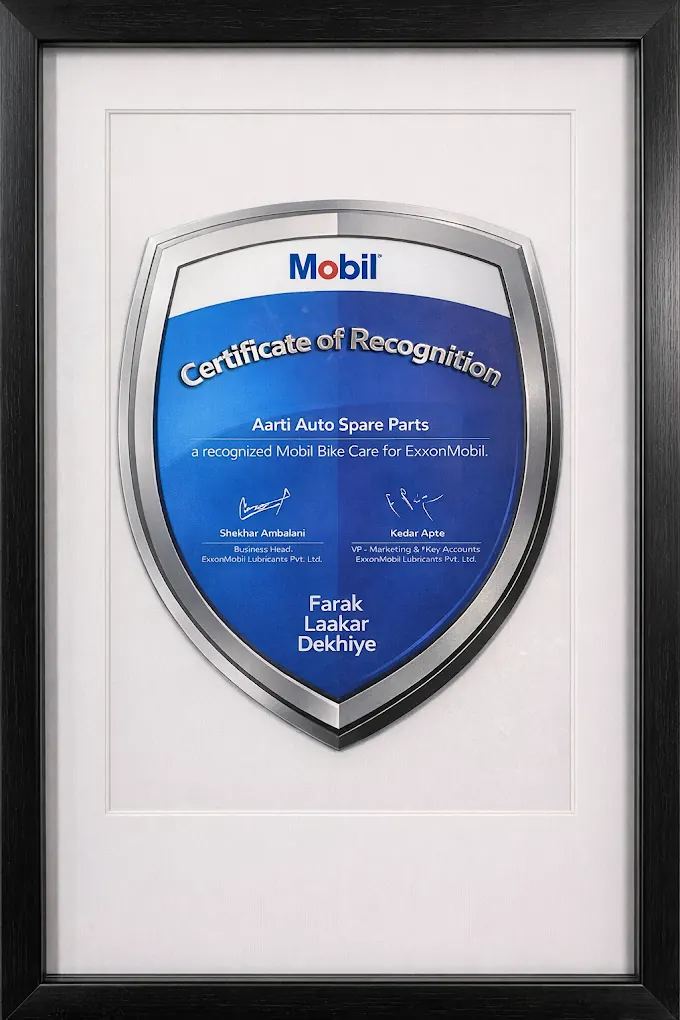 Mobil
Certificate of Recognition
Aarti Auto Spare Parts
a recognized Mobil Bike Care for ExxonMobil.
Shekhar Ambalani
Kedar Apte
Business Head.
VP - Marketing & Key Accounts
ExxonMobil Lubricants Pvt. Ltd.
ExxonMobil Lubricants Pvt. Ltd.
Farak
Laakar
Dekhiye